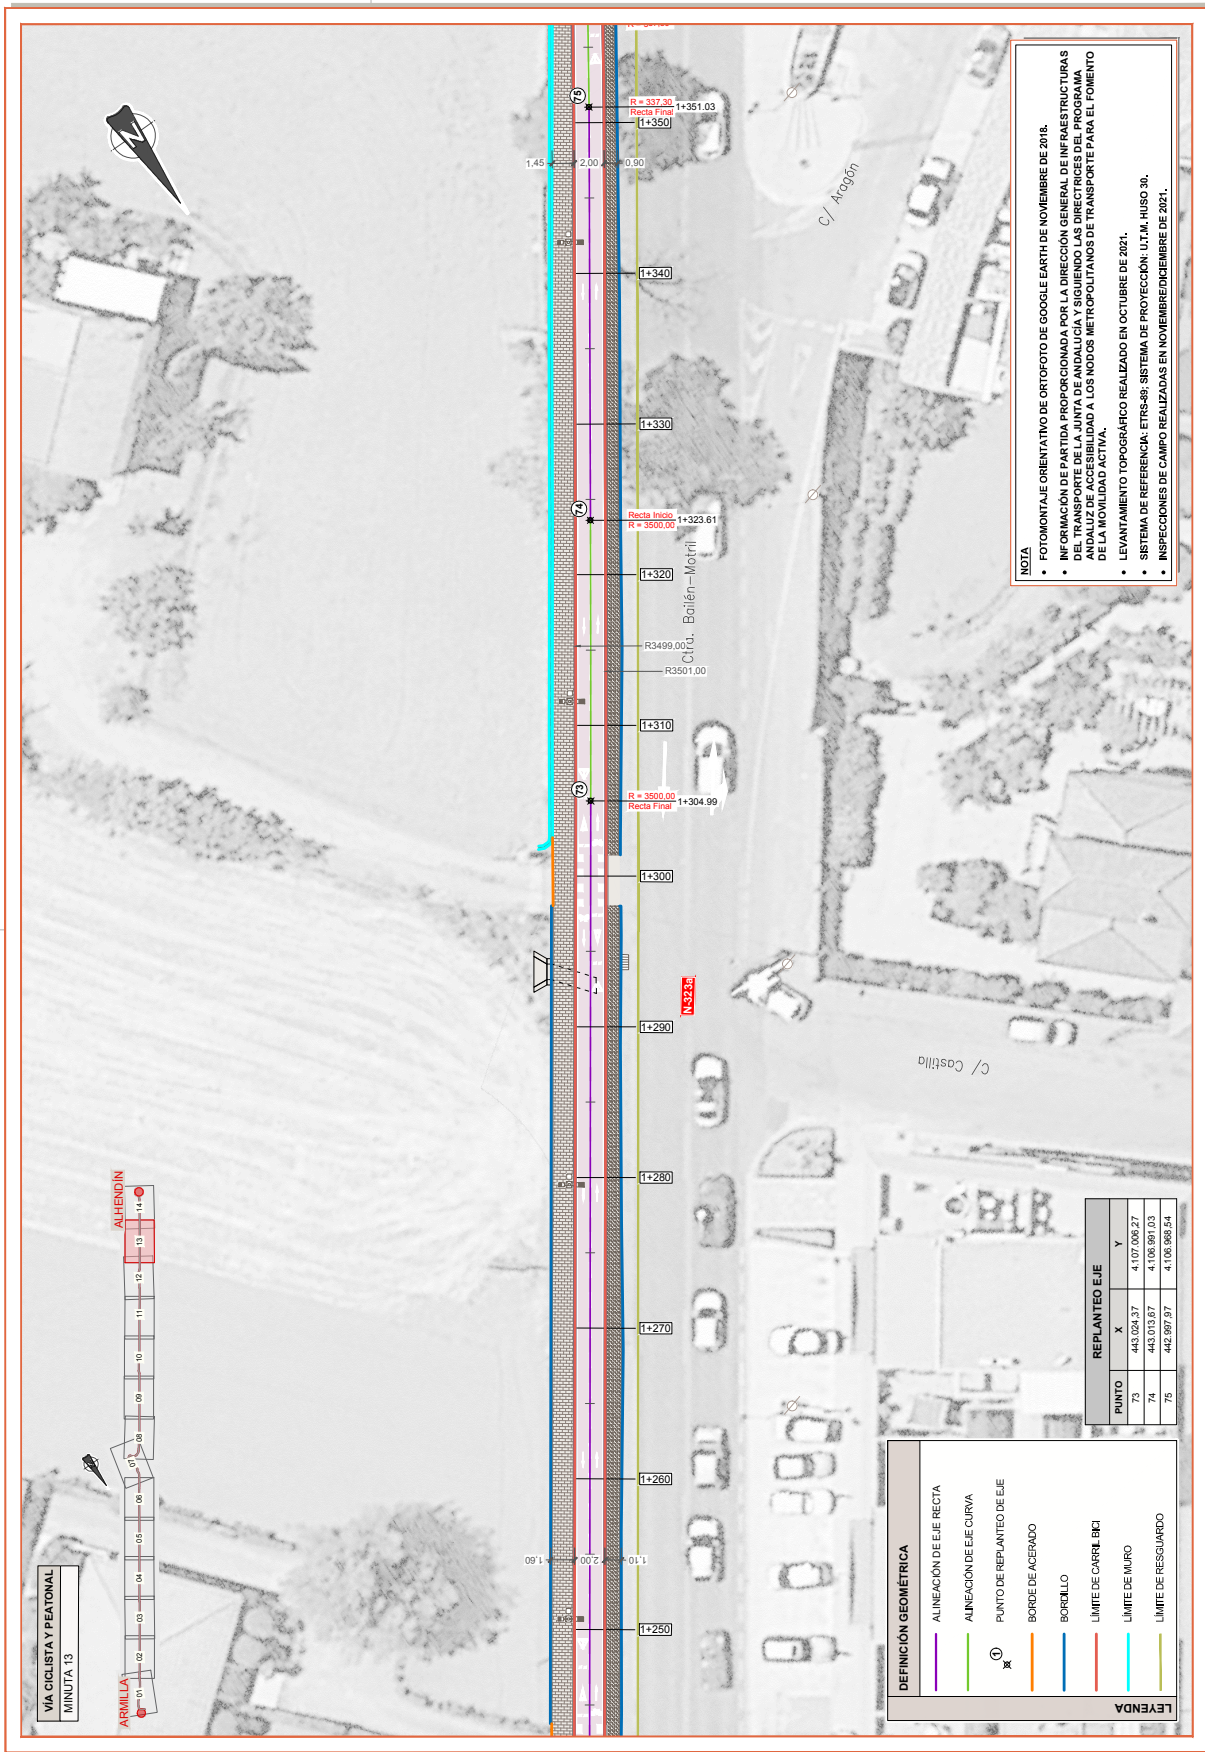 R = 337,30
Recta Final
1+351.03
75
1+350
1,45
2,00
0,90
C/ Aragón
1+340
1+330
74
Recta Inicio
R = 3500,00
1+323.61
1+320
Ctra. Bailén-Motril
R3499,00
R3501,00
1+310
73
R = 3500,00
Recta Final
1+304.99
1+300
N-323a
1+290
C/ Castilla
1+280
1+270
1+260
1,60
2,00
1,10
1+250
N
NOTA
• FOTOMONTAJE ORIENTATIVO DE ORTOFOTO DE GOOGLE EARTH DE NOVIEMBRE DE 2018.
• INFORMACIÓN DE PARTIDA PROPORCIONADA POR LA DIRECCIÓN GENERAL DE INFRAESTRUCTURAS
DEL TRANSPORTE DE LA JUNTA DE ANDALUCÍA Y SIGUIENDO LAS DIRECTRICES DEL PROGRAMA
ANDALUZ DE ACCESIBILIDAD A LOS NODOS METROPOLITANOS DE TRANSPORTE PARA EL FOMENTO
DE LA MOVILIDAD ACTIVA.
• LEVANTAMIENTO TOPOGRÁFICO REALIZADO EN OCTUBRE DE 2021.
• SISTEMA DE REFERENCIA: ETRS-89; SISTEMA DE PROYECCIÓN: U.T.M. HUSO 30.
• INSPECCIONES DE CAMPO REALIZADAS EN NOVIEMBRE/DICIEMBRE DE 2021.
VÍA CICLISTA Y PEATONAL
MINUTA 13
ARMILLA
01 02 03 04 05 06 07 08 09 10 11 12 13 14
ALHENDÍN
REPLANTEO EJE
PUNTO X Y
73 443.024,37 4.107.006,27
74 443.013,67 4.106.991,03
75 442.997,97 4.106.968,54
LEYENDA
DEFINICIÓN GEOMÉTRICA
ALINEACIÓN DE EJE RECTA
ALINEACIÓN DE EJE CURVA
1 PUNTO DE REPLANTEO DE EJE
BORDE DE ACERADO
BORDILLO
LÍMITE DE CARRIL BICI
LÍMITE DE MURO
LÍMITE DE RESGUARDO